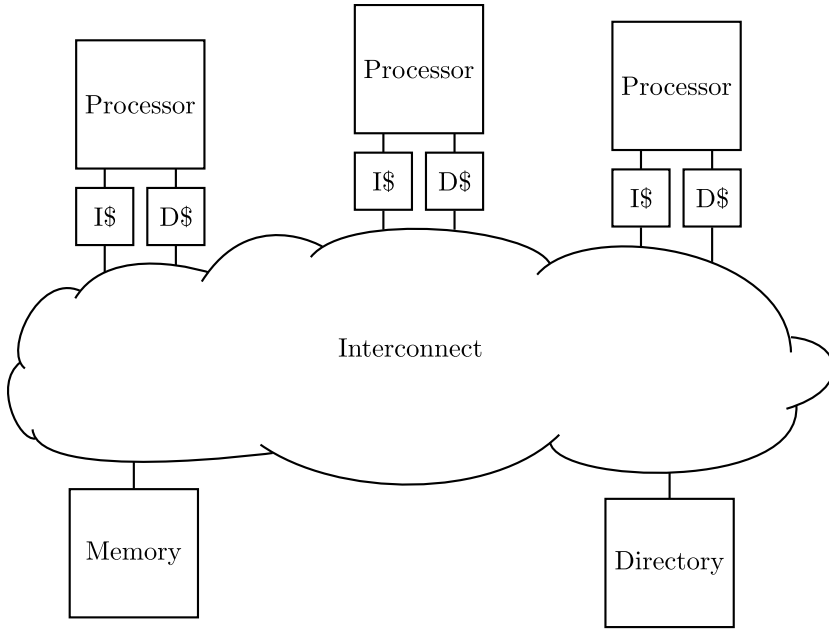 Processor
Processor
Processor
I$
D$
I$
D$
I$
D$
Interconnect
Memory
Directory